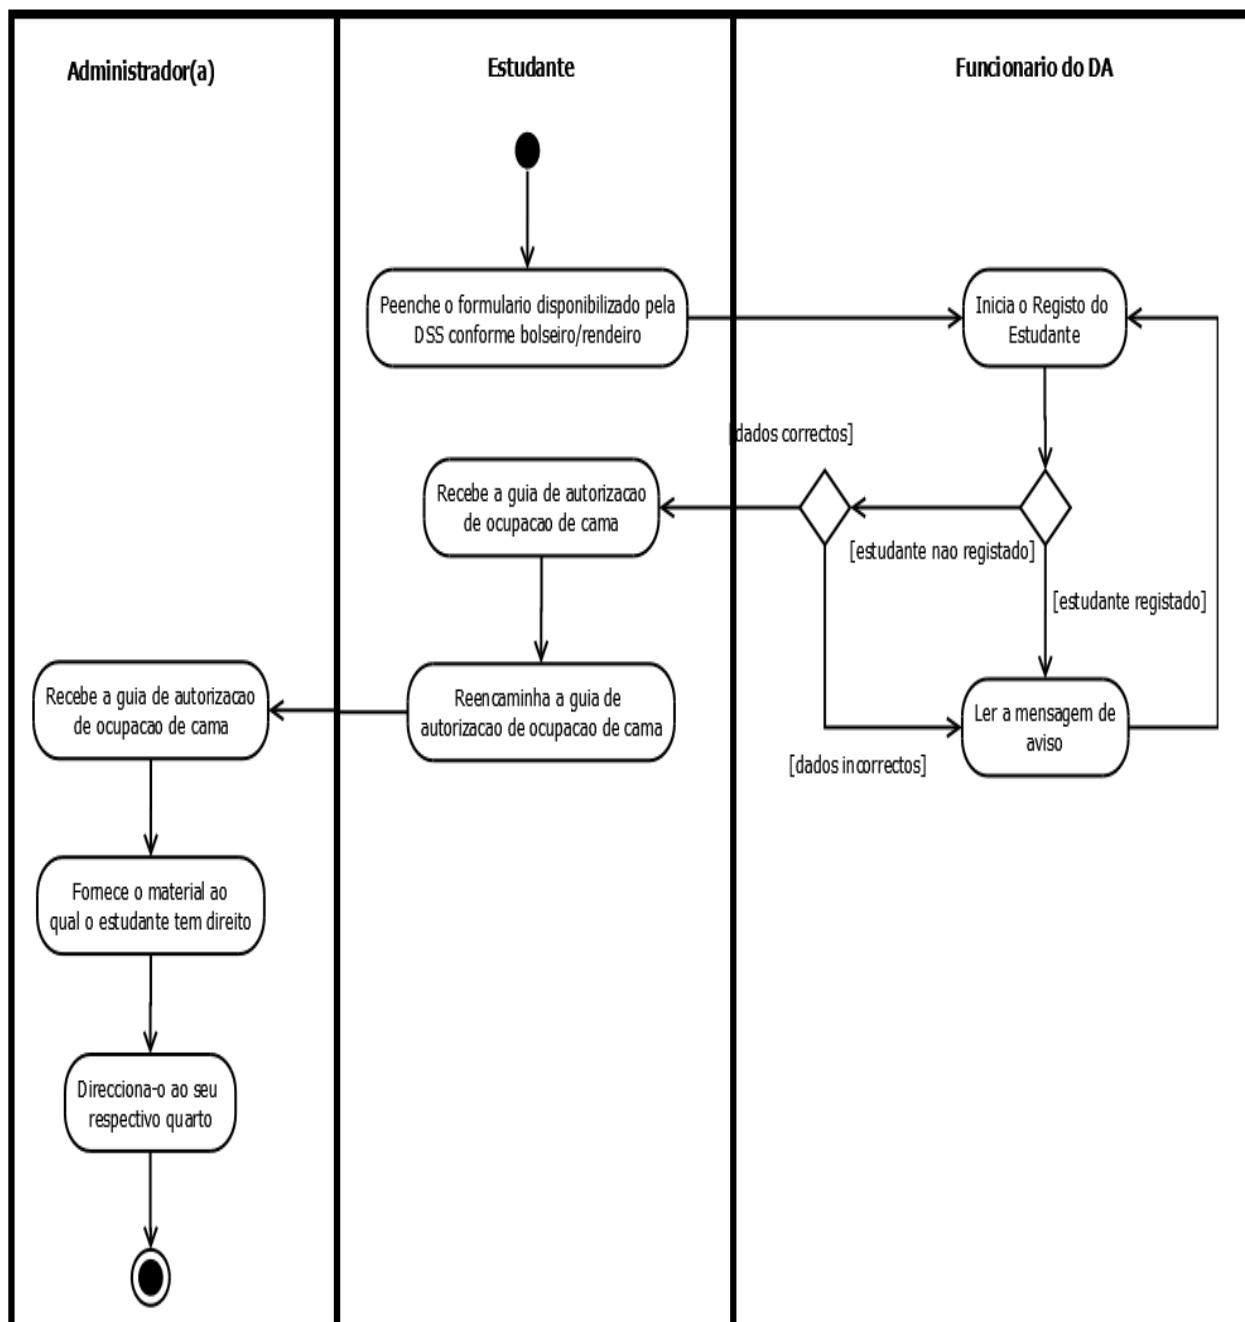 Administrador(a)
Estudante
Funcionario do DA
Peenche o formulario disponibilizado pela
DSS conforme bolseiro/rendeiro
Inicia o Registo do
Estudante
[dados correctos]
Recebe a guia de autorizacao
de ocupacao de cama
[estudante nao registado]
[estudante registado]
Recebe a guia de autorizacao
de ocupacao de cama
Reencaminha a guia de
autorizacao de ocupacao de cama
Ler a mensagem de
aviso
[dados incorrectos]
Fornece o material ao
qual o estudante tem direito
Direcciona-o ao seu
respectivo quarto